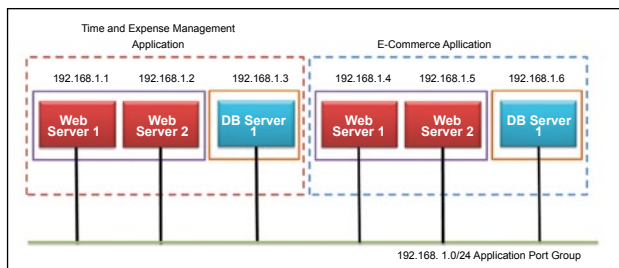 Time and Expense Management
Application
E-Commerce Apllication
192.168.1.1
192.168.1.2
192.168.1.3
192.168.1.4
192.168.1.5
192.168.1.6
Web
Server 1
Web
Server 2
DB Server
1
Web
Server 1
Web
Server 2
DB Server
1
192.168. 1.0/24 Application Port Group